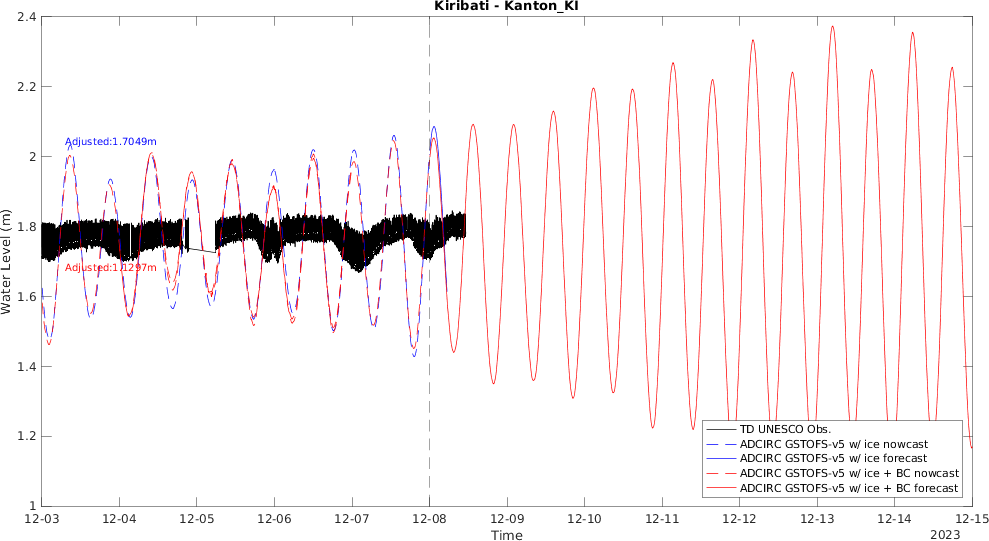 Kiribati - Kanton_KI
2.4
2.2
2
1.8
1.6
1.4
1.2
1
Water Level (m)
Adjusted:1.7049m
Adjusted:1.1297m
TD UNESCO Obs.
ADCIRC GSTOFS-v5 w/ ice nowcast
ADCIRC GSTOFS-v5 w/ ice forecast
ADCIRC GSTOFS-v5 w/ ice + BC nowcast
ADCIRC GSTOFS-v5 w/ ice + BC forecast
12-03 12-04 12-05 12-06 12-07 12-08 12-09 12-10 12-11 12-12 12-13 12-14 12-15
Time
2023